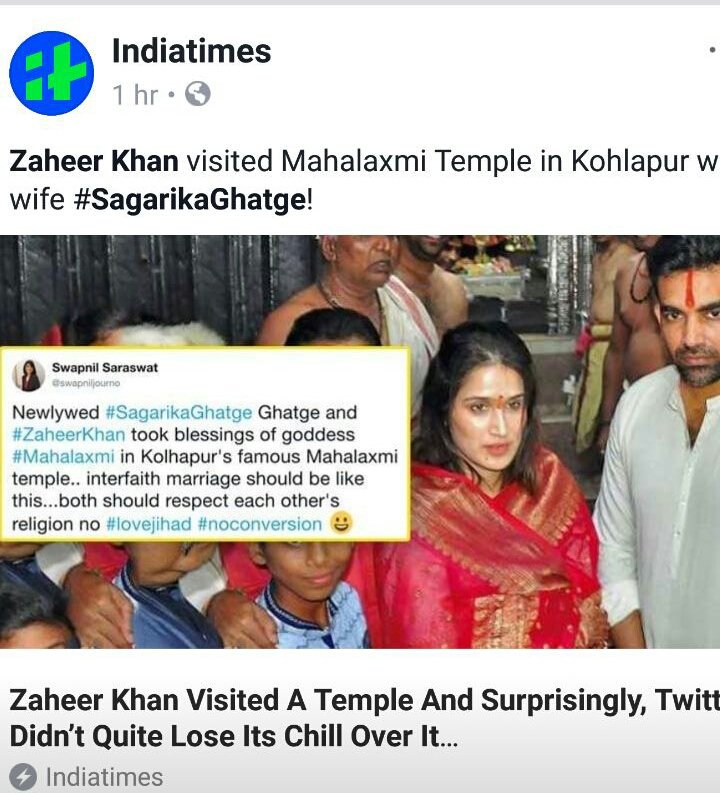 Indiatimes
1 hr •
Zaheer Khan visited Mahalaxmi Temple in Kohlapur w
wife #SagarikaGhatge!
Swapnil Saraswat
@swapniljourno
Newlywed #SagarikaGhatge Ghatge and
#ZaheerKhan took blessings of goddess
#Mahalaxmi in Kolhapur's famous Mahalaxmi
temple.. interfaith marriage should be like
this...both should respect each other's
religion no #lovejihad #noconversion 😃
Zaheer Khan Visited A Temple And Surprisingly, Twitt
Didn't Quite Lose Its Chill Over It...
Indiatimes